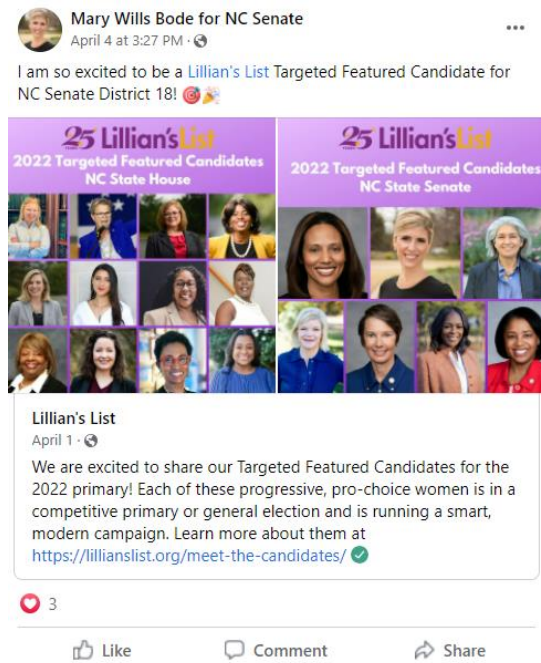 Mary Wills Bode for NC Senate
April 4 at 3:27 PM ·
I am so excited to be a Lillian's List Targeted Featured Candidate for
NC Senate District 18! 🎯🎉
25 Lillian'sList
2022 Targeted Featured Candidates
NC State House
25 Lillian'sList
2022 Targeted Featured Candidates
NC State Senate
Lillian's List
April 1 ·
We are excited to share our Targeted Featured Candidates for the
2022 primary! Each of these progressive, pro-choice women is in a
competitive primary or general election and is running a smart,
modern campaign. Learn more about them at
https://lillianslist.org/meet-the-candidates/
3
Like
Comment
Share